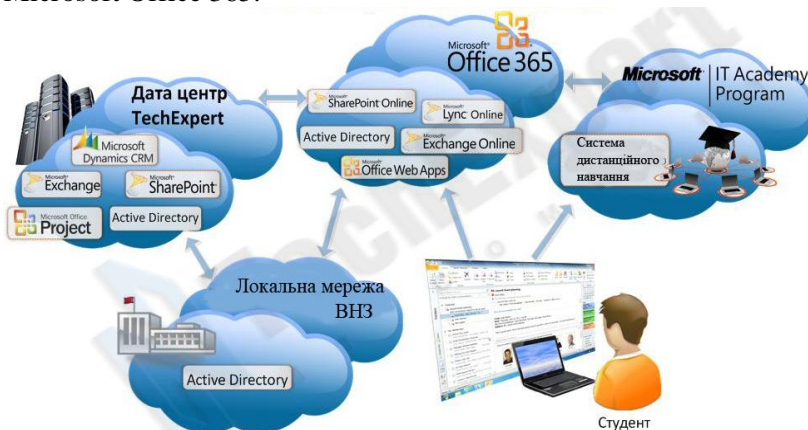 Microsoft Office 365.
Microsoft
Office 365
Microsoft | IT Academy
Program
Дата центр
TechExpert
Microsoft
SharePoint Online
Microsoft
Lync Online
Active Directory
Microsoft
Exchange Online
Office Web Apps
Система
дистанційного
навчання
Microsoft
Dynamics CRM
Microsoft
Exchange
Microsoft
SharePoint
Microsoft Office
Project
Active Directory
Локальна мережа
ВНЗ
Active Directory
Студент
TechExpert